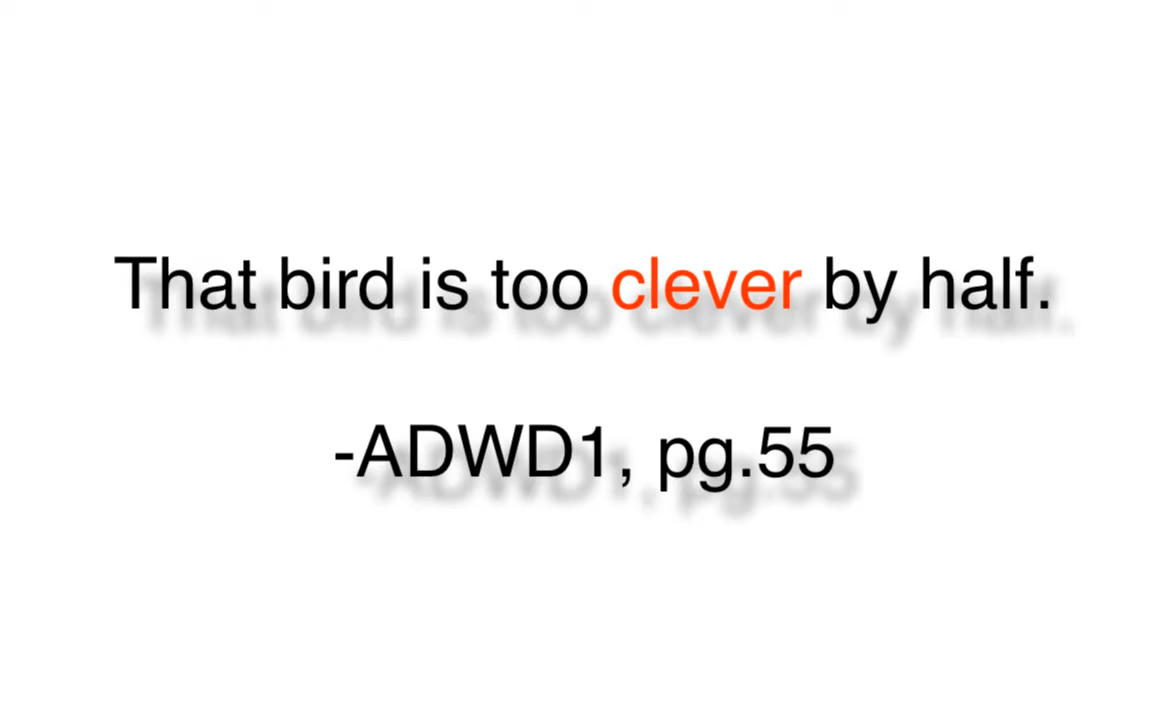 That bird is too clever by half.
-ADWD1, pg.55